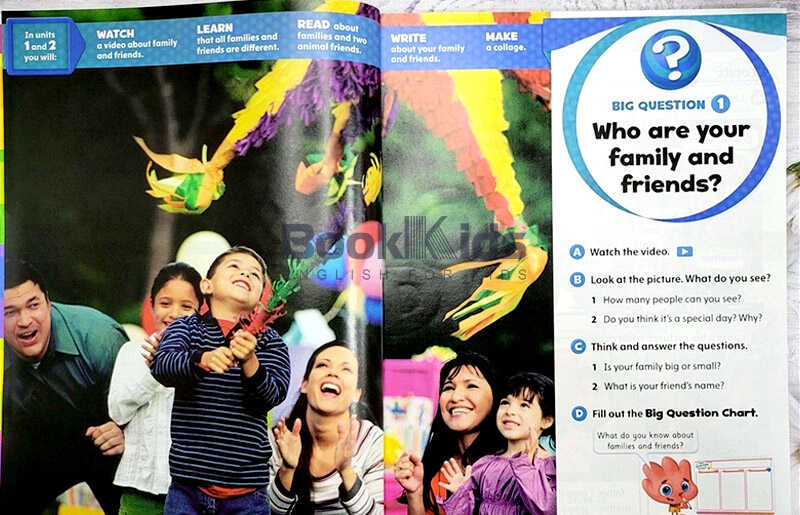 In units
1 and 2
you will:
WATCH
a video about family
and friends.
LEARN
that all families and
friends are different.
READ about
families and two
animal friends.
WRITE
about your family
and friends.
MAKE
a collage.
BIG QUESTION 1
Who are your
family and
friends?
A Watch the video.
B Look at the picture. What do you see?
1 How many people can you see?
2 Do you think it's a special day? Why?
C Think and answer the questions.
1 Is your family big or small?
2 What is your friend's name?
D Fill out the Big Question Chart.
What do you know about
families and friends?
BookKids
ENGLISH FOR KIDS